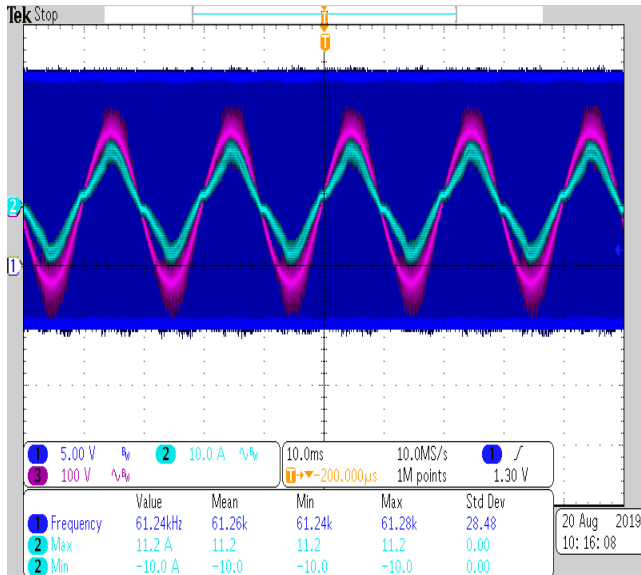 Tek Stop
T
T
2
1
1 5.00 V BW 2 10.0 A BW 10.0ms 10.0MS/s 1
3 100 V BW T→▼-200.000µs 1M points 1.30 V
Value Mean Min Max Std Dev
1 Frequency 61.24kHz 61.26k 61.24k 61.28k 28.48
2 Max 11.2 A 11.2 11.2 11.2 0.00
2 Min -10.0 A -10.0 -10.0 -10.0 0.00
20 Aug 2019
10:16:08